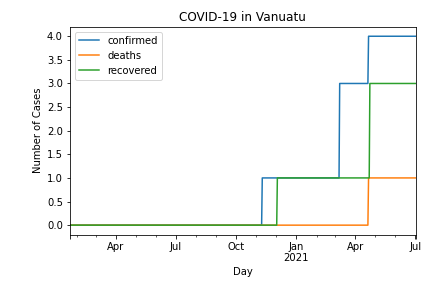 COVID-19 in Vanuatu
confirmed
deaths
recovered
Number of Cases
4.0
3.5
3.0
2.5
2.0
1.5
1.0
0.5
0.0
Apr
Jul
Oct
Jan
2021
Apr
Jul
Day